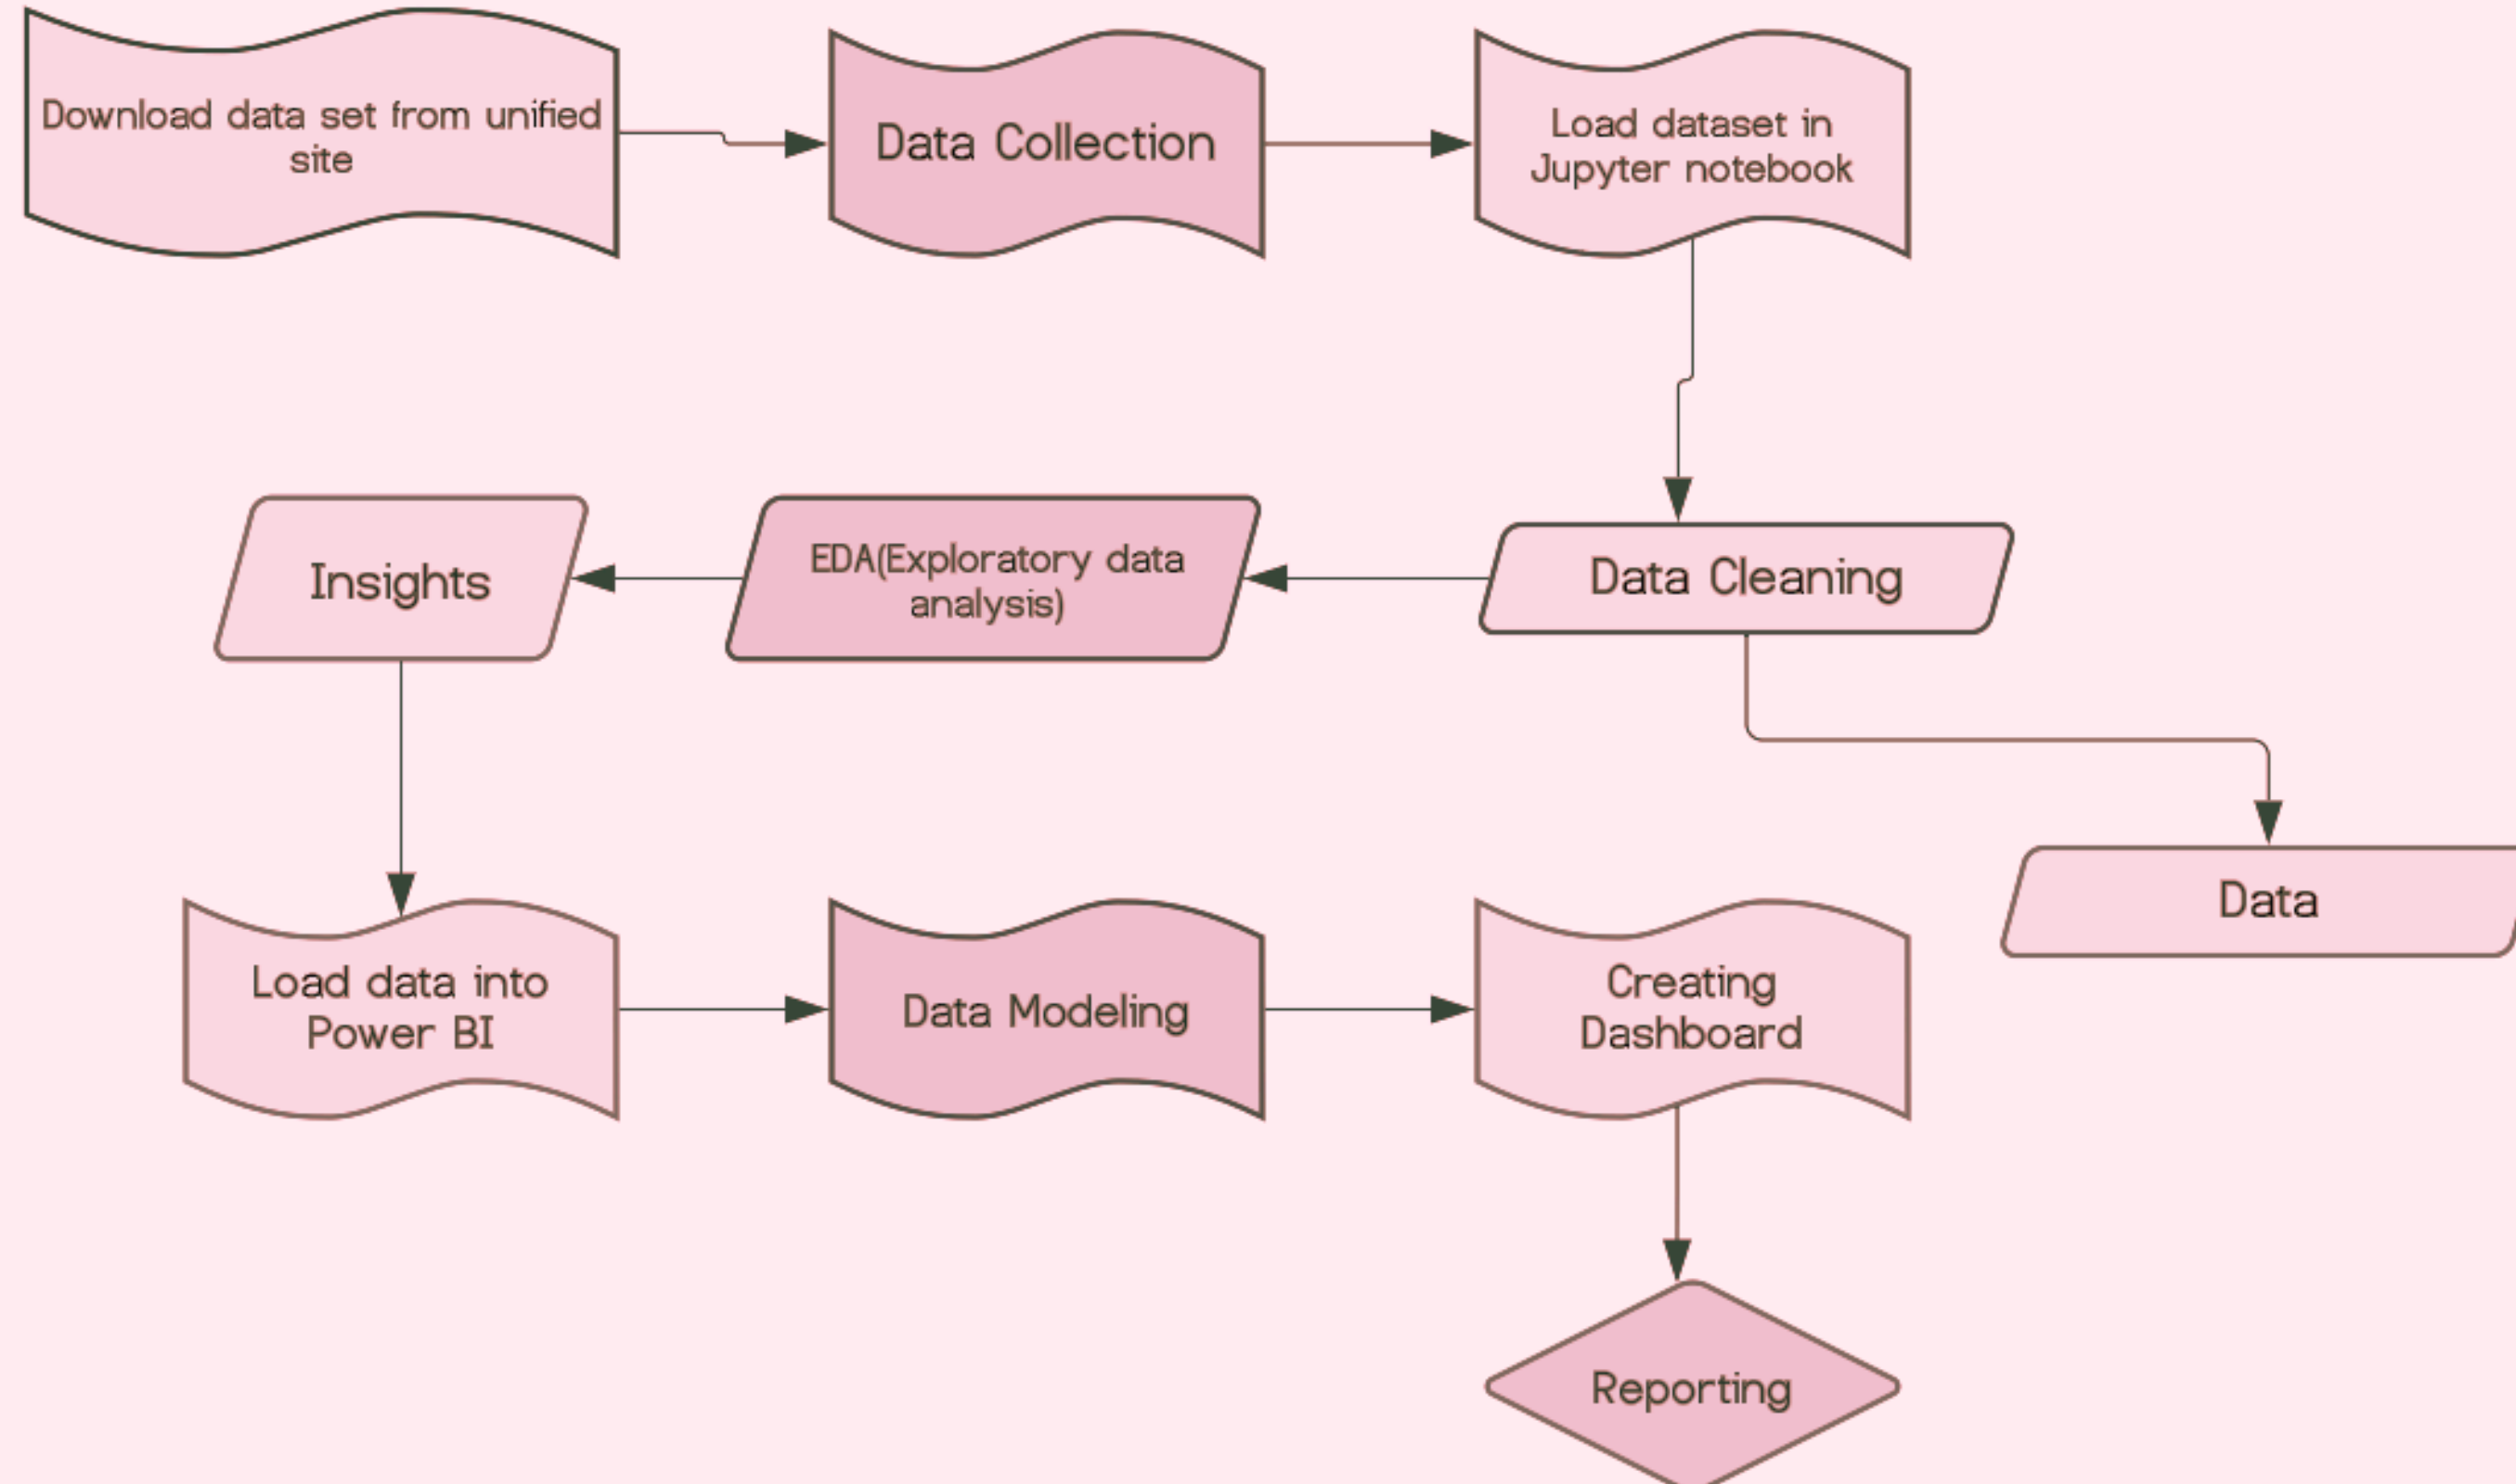 Download data set from unified
site
Data Collection
Load dataset in
Jupyter notebook
Insights
EDA(Exploratory data
analysis)
Data Cleaning
Data
Load data into
Power BI
Data Modeling
Creating
Dashboard
Reporting